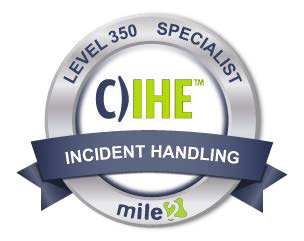 LEVEL 350 SPECIALIST
C)IHE™
INCIDENT HANDLING
mile2